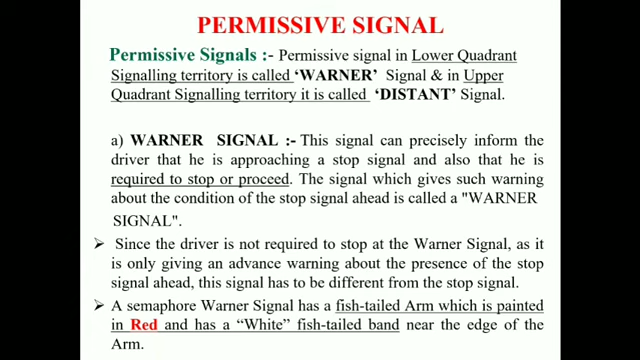 PERMISSIVE SIGNAL
Permissive Signals :- Permissive signal in Lower Quadrant
Signalling territory is called ‘WARNER’ Signal & in Upper
Quadrant Signalling territory it is called ‘DISTANT’ Signal.
a) WARNER SIGNAL :- This signal can precisely inform the
driver that he is approaching a stop signal and also that he is
required to stop or proceed. The signal which gives such warning
about the condition of the stop signal ahead is called a "WARNER
SIGNAL".
➢ Since the driver is not required to stop at the Warner Signal, as it
is only giving an advance warning about the presence of the stop
signal ahead, this signal has to be different from the stop signal.
➢ A semaphore Warner Signal has a fish-tailed Arm which is painted
in Red and has a “White” fish-tailed band near the edge of the
Arm.